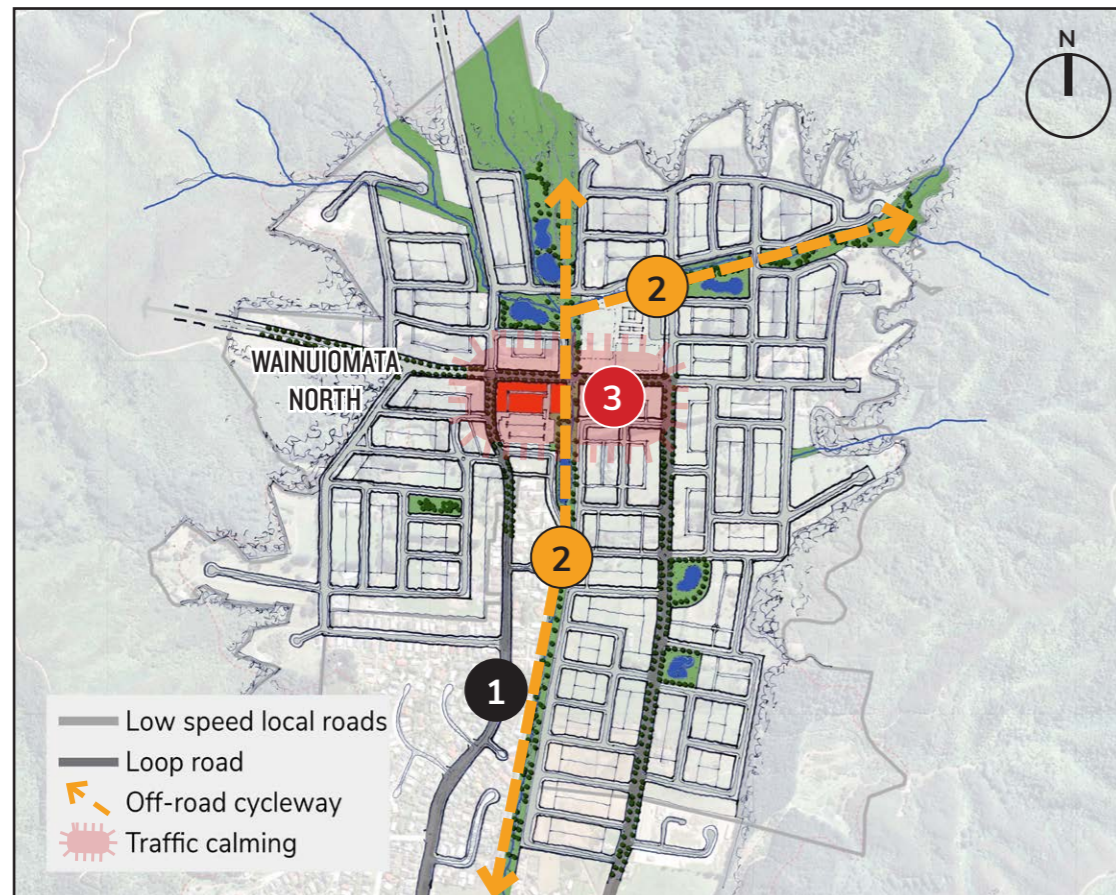 N
2
WAINUIOMATA
NORTH
3
2
1
Low speed local roads
Loop road
Off-road cycleway
Traffic calming